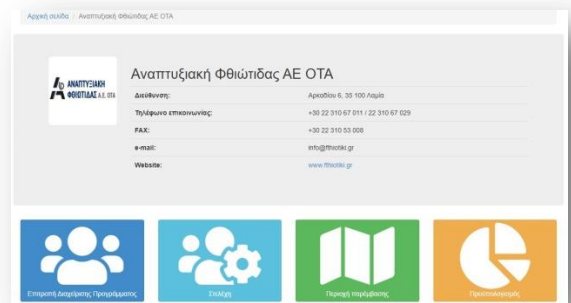 Αρχική σελίδα / Αναπτυξιακή Φθιώτιδας ΑΕ ΟΤΑ
ΑΝΑΠΤΥΞΙΑΚΗ
ΦΘΙΩΤΙΔΑΣ Α.Ε. ΟΤΑ
Αναπτυξιακή Φθιώτιδας ΑΕ ΟΤΑ
Διεύθυνση: Αρκαδίου 6, 35 100 Λαμία
Τηλέφωνο επικοινωνίας: +30 22 310 67 011 / 22 310 67 029
FAX: +30 22 310 53 008
e-mail: info@fthiotiki.gr
Website: www.fthiotiki.gr
Επιτροπή Διαχείρισης Προγράμματος Στελέχη Περιοχή παρέμβασης Προϋπολογισμός